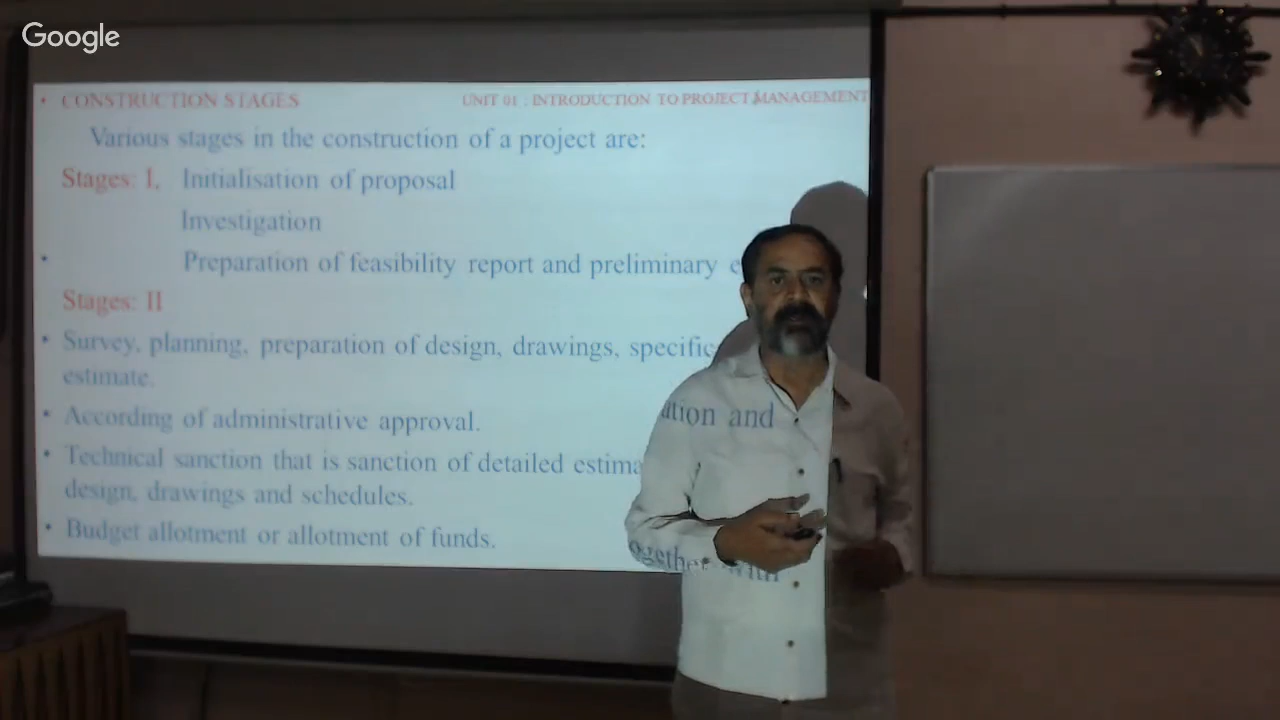 Google
• CONSTRUCTION STAGES UNIT 01 : INTRODUCTION TO PROJECT MANAGEMENT
Various stages in the construction of a project are:
Stages: I. Initialisation of proposal
Investigation
• Preparation of feasibility report and preliminary
Stages: II
• Survey, planning, preparation of design, drawings,
estimate.
• According of administrative approval.
ation and
• Technical sanction that is sanction of detailed
design, drawings and schedules.
• Budget allotment or allotment of funds.
ogether with